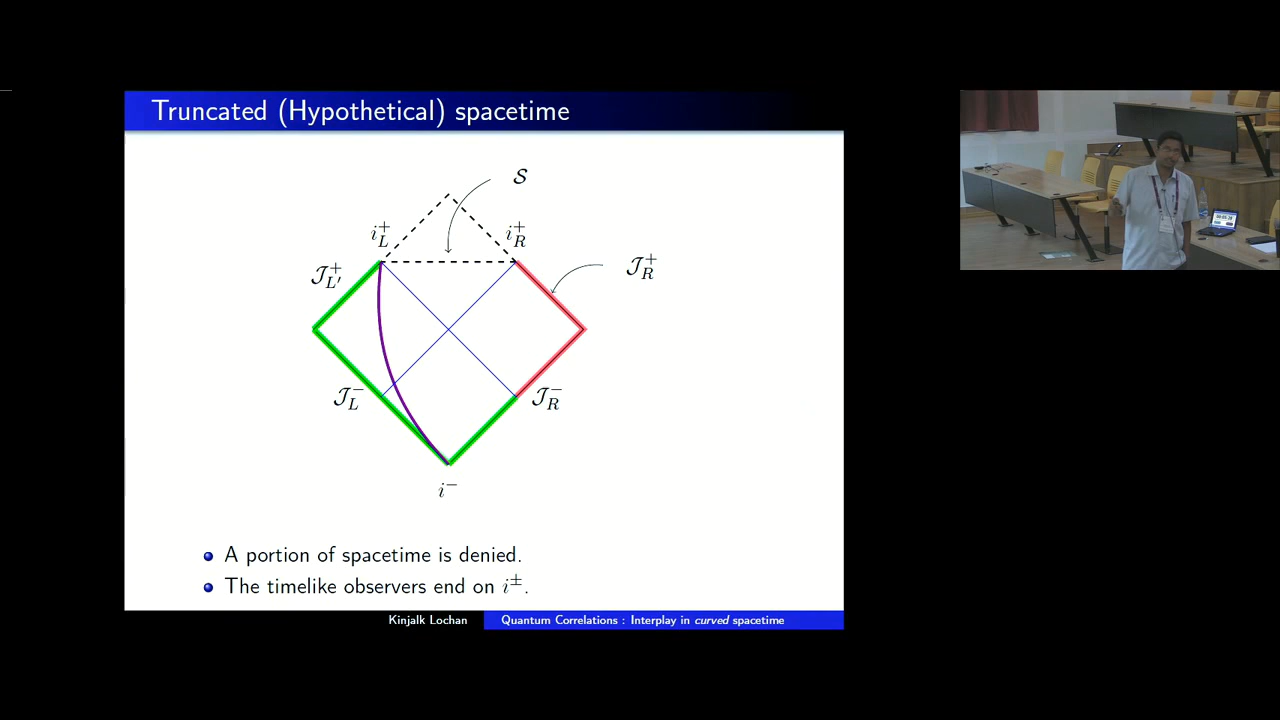 Truncated (Hypothetical) spacetime
𝒮
i_L^+
i_R^+
𝒥_{L'}^+
𝒥_R^+
𝒥_L^-
𝒥_R^-
i^-
A portion of spacetime is denied.
The timelike observers end on i^±.
Kinjalk Lochan
Quantum Correlations : Interplay in curved spacetime